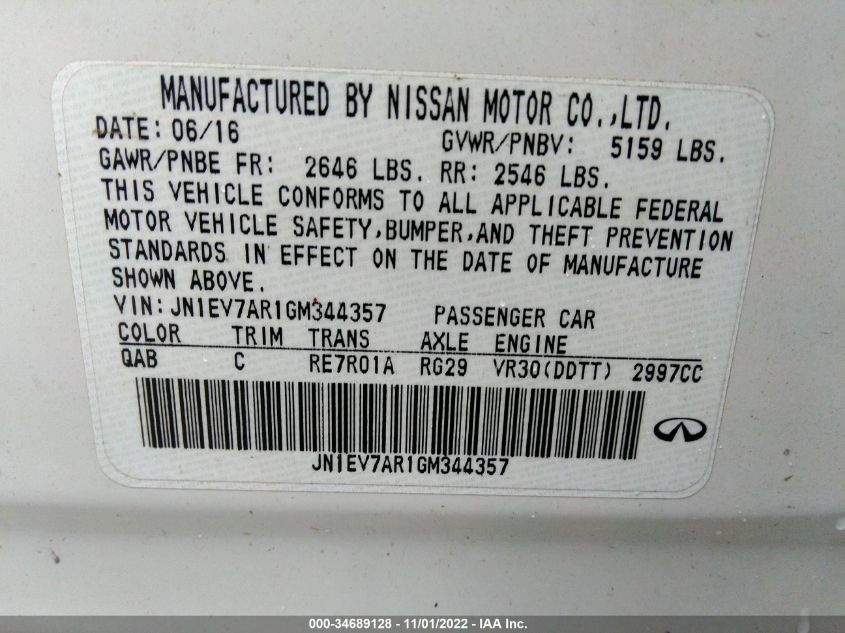 MANUFACTURED BY NISSAN MOTOR CO.,LTD.
DATE: 06/16 GVWR/PNBV: 5159 LBS.
GAWR/PNBE FR: 2646 LBS. RR: 2546 LBS.
THIS VEHICLE CONFORMS TO ALL APPLICABLE FEDERAL
MOTOR VEHICLE SAFETY,BUMPER,AND THEFT PREVENTION
STANDARDS IN EFFECT ON THE DATE OF MANUFACTURE
SHOWN ABOVE.
VIN: JN1EV7AR1GM344357 PASSENGER CAR
COLOR TRIM TRANS AXLE ENGINE
QAB C RE7R01A RG29 VR30(DDTT) 2997CC
JN1EV7AR1GM344357
000-34689128 - 11/01/2022 - IAA Inc.